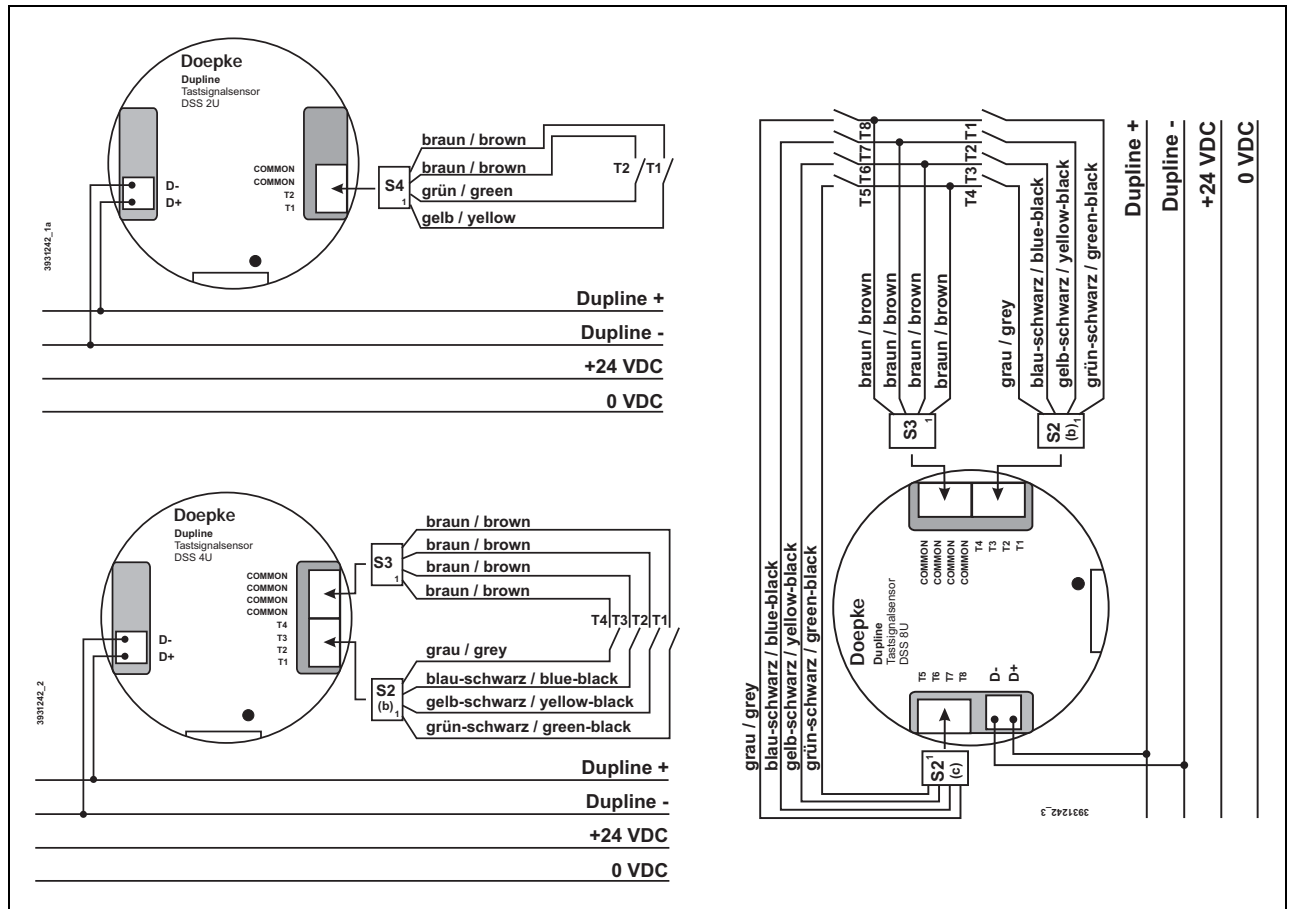 Doepke
Dupline
Tastsignalsensor
DSS 2U
COMMON
COMMON
T2
T1
D-
D+
braun / brown
braun / brown
grün / green
gelb / yellow
S4
1
T2
T1
3931242_1a
Dupline +
Dupline -
+24 VDC
0 VDC
Doepke
Dupline
Tastsignalsensor
DSS 4U
COMMON
COMMON
COMMON
COMMON
T4
T3
T2
T1
D-
D+
S3
1
braun / brown
braun / brown
braun / brown
braun / brown
T4
T3
T2
T1
S2
(b)
1
grau / grey
blau-schwarz / blue-black
gelb-schwarz / yellow-black
grün-schwarz / green-black
3931242_2
Dupline +
Dupline -
+24 VDC
0 VDC
T8
T7
T6
T5
T1
T2
T3
T4
braun / brown
braun / brown
braun / brown
braun / brown
grau / grey
blau-schwarz / blue-black
gelb-schwarz / yellow-black
grün-schwarz / green-black
S3
1
S2
(b)
1
COMMON
COMMON
COMMON
COMMON
T4
T3
T2
T1
Doepke
Dupline
Tastsignalsensor
DSS 8U
T5
T6
T7
T8
D-
D+
grau / grey
blau-schwarz / blue-black
gelb-schwarz / yellow-black
grün-schwarz / green-black
S2
1
(c)
3931242_3
Dupline +
Dupline -
+24 VDC
0 VDC